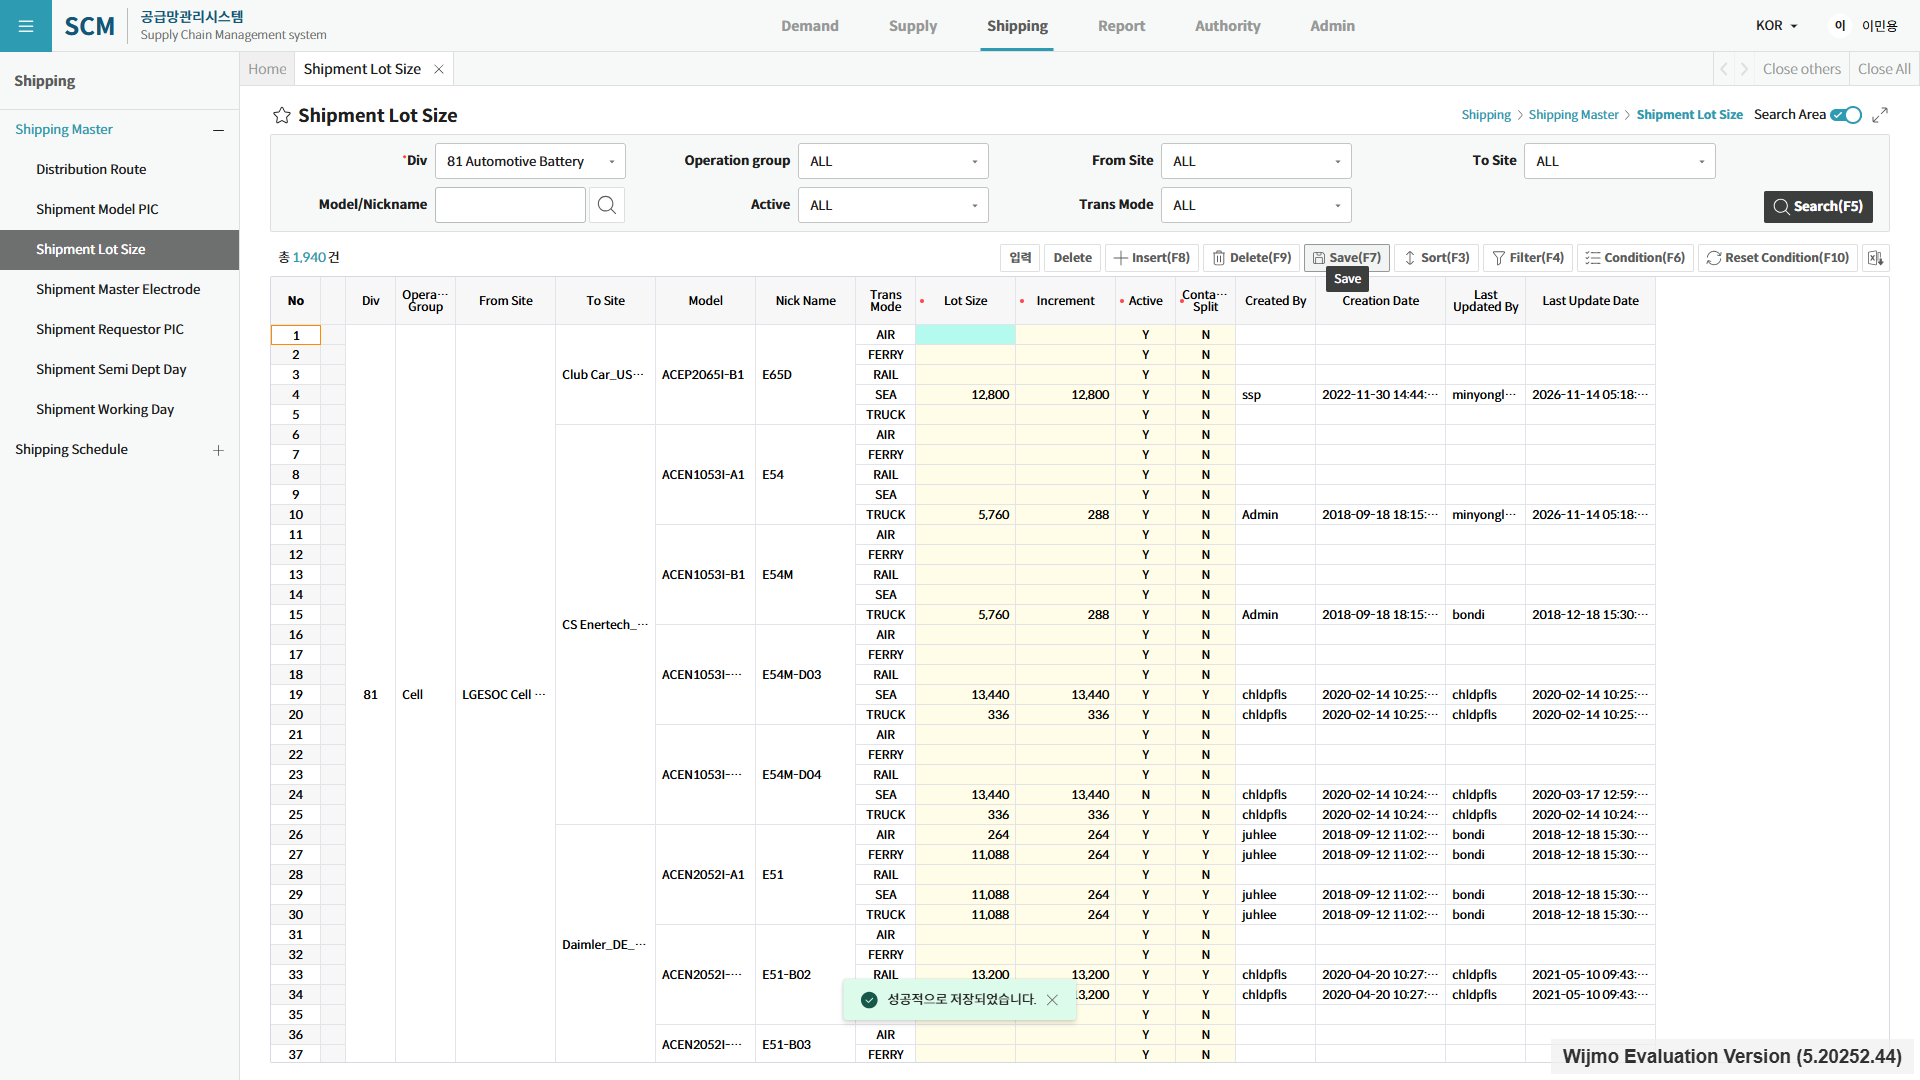 SCM
공급망관리시스템
Supply Chain Management system
Demand
Supply
Shipping
Report
Authority
Admin
KOR
이
이민용
Shipping
Shipping Master
Distribution Route
Shipment Model PIC
Shipment Lot Size
Shipment Master Electrode
Shipment Requestor PIC
Shipment Semi Dept Day
Shipment Working Day
Shipping Schedule
Home
Shipment Lot Size
Close others
Close All
Shipment Lot Size
Shipping > Shipping Master > Shipment Lot Size
Search Area
*Div 81 Automotive Battery
Operation group ALL
From Site ALL
To Site ALL
Model/Nickname
Active ALL
Trans Mode ALL
Search(F5)
총 1,940 건
입력
Delete
Insert(F8)
Delete(F9)
Save(F7)
Sort(F3)
Filter(F4)
Condition(F6)
Reset Condition(F10)
Save
No Div Opera··· Group From Site To Site Model Nick Name Trans Mode Lot Size Increment Active Conta··· Split Created By Creation Date Last Updated By Last Update Date
81 Cell LGESOC Cell ···
Club Car_US··· ACEP2065I-B1 E65D
1 AIR Y N
2 FERRY Y N
3 RAIL Y N
4 SEA 12,800 12,800 Y N ssp 2022-11-30 14:44:··· minyongl··· 2026-11-14 05:18:···
5 TRUCK Y N
CS Enertech_···
ACEN1053I-A1 E54
6 AIR Y N
7 FERRY Y N
8 RAIL Y N
9 SEA Y N
10 TRUCK 5,760 288 Y N Admin 2018-09-18 18:15:··· minyongl··· 2026-11-14 05:18:···
ACEN1053I-B1 E54M
11 AIR Y N
12 FERRY Y N
13 RAIL Y N
14 SEA Y N
15 TRUCK 5,760 288 Y N Admin 2018-09-18 18:15:··· bondi 2018-12-18 15:30:···
ACEN1053I-··· E54M-D03
16 AIR Y N
17 FERRY Y N
18 RAIL Y N
19 SEA 13,440 13,440 Y Y chldpfls 2020-02-14 10:25:··· chldpfls 2020-02-14 10:25:···
20 TRUCK 336 336 Y N chldpfls 2020-02-14 10:25:··· chldpfls 2020-02-14 10:25:···
ACEN1053I-··· E54M-D04
21 AIR Y N
22 FERRY Y N
23 RAIL Y N
24 SEA 13,440 13,440 N N chldpfls 2020-02-14 10:24:··· chldpfls 2020-03-17 12:59:···
25 TRUCK 336 336 Y N chldpfls 2020-02-14 10:24:··· chldpfls 2020-02-14 10:24:···
Daimler_DE_···
ACEN2052I-A1 E51
26 AIR 264 264 Y Y juhlee 2018-09-12 11:02:··· bondi 2018-12-18 15:30:···
27 FERRY 11,088 264 Y Y juhlee 2018-09-12 11:02:··· bondi 2018-12-18 15:30:···
28 RAIL Y N
29 SEA 11,088 264 Y Y juhlee 2018-09-12 11:02:··· bondi 2018-12-18 15:30:···
30 TRUCK 11,088 264 Y Y juhlee 2018-09-12 11:02:··· bondi 2018-12-18 15:30:···
ACEN2052I-··· E51-B02
31 AIR Y N
32 FERRY Y N
33 RAIL 13,200 13,200 Y Y chldpfls 2020-04-20 10:27:··· chldpfls 2021-05-10 09:43:···
34 13,200 Y Y chldpfls 2020-04-20 10:27:··· chldpfls 2021-05-10 09:43:···
35 Y N
ACEN2052I-··· E51-B03
36 AIR Y N
37 FERRY Y N
성공적으로 저장되었습니다.
Wijmo Evaluation Version (5.20252.44)